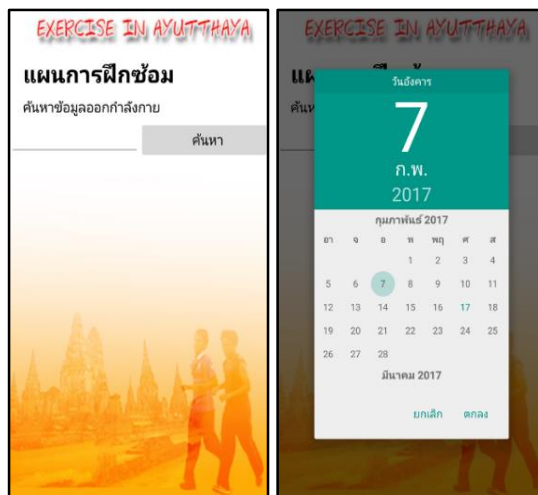 EXERCISE IN AYUTTHAYA
แผนการฝึกซ้อม
ค้นหาข้อมูลออกกำลังกาย
ค้นหา
EXERCISE IN AYUTTHAYA
วันอังคาร
7
ก.พ.
2017
กุมภาพันธ์ 2017
อา จ อ พ พฤ ศ ส
1 2 3 4
5 6 7 8 9 10 11
12 13 14 15 16 17 18
19 20 21 22 23 24 25
26 27 28
มีนาคม 2017
ยกเลิก ตกลง